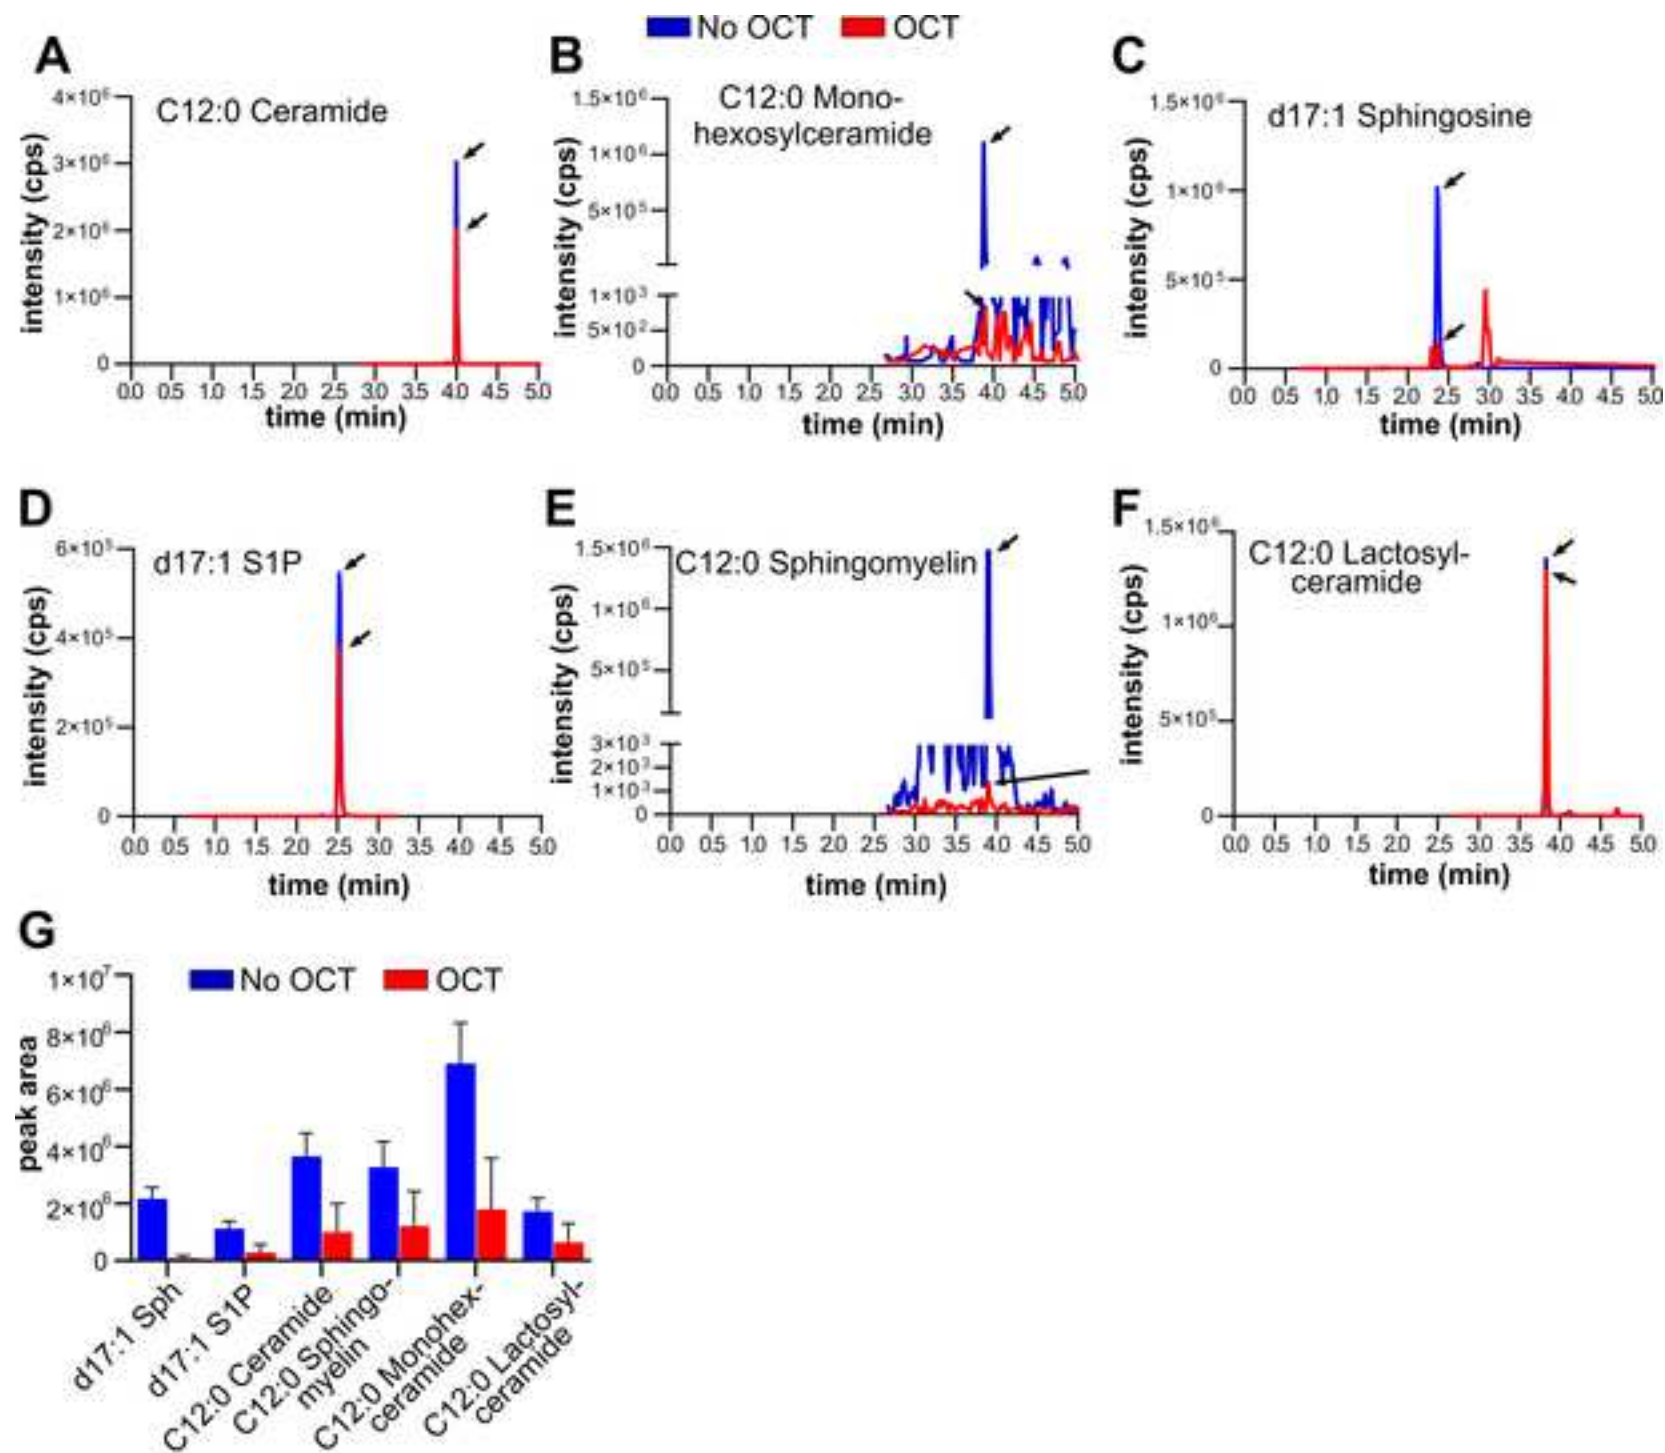 No OCT OCT
A
C12:0 Ceramide
intensity (cps)
4×10⁶
3×10⁶
2×10⁶
1×10⁶
0
0.0 0.5 1.0 1.5 2.0 2.5 3.0 3.5 4.0 4.5 5.0
time (min)
B
C12:0 Mono-
hexosylceramide
intensity (cps) intensity (cps)
1.5×10⁶
1×10⁶
5×10⁵
1×10³
5×10²
0
0.0 0.5 1.0 1.5 2.0 2.5 3.0 3.5 4.0 4.5 5.0
time (min)
C
d17:1 Sphingosine
intensity (cps)
1.5×10⁶
1×10⁶
5×10⁵
0
0.0 0.5 1.0 1.5 2.0 2.5 3.0 3.5 4.0 4.5 5.0
time (min)
D
d17:1 S1P
intensity (cps)
6×10⁵
4×10⁵
2×10⁵
0
0.0 0.5 1.0 1.5 2.0 2.5 3.0 3.5 4.0 4.5 5.0
time (min)
E
C12:0 Sphingomyelin
intensity (cps) intensity (cps)
1.5×10⁶
1×10⁶
5×10⁵
3×10³
2×10³
1×10³
0
0.0 0.5 1.0 1.5 2.0 2.5 3.0 3.5 4.0 4.5 5.0
time (min)
F
C12:0 Lactosyl-
ceramide
intensity (cps)
1.5×10⁶
1×10⁶
5×10⁵
0
0.0 0.5 1.0 1.5 2.0 2.5 3.0 3.5 4.0 4.5 5.0
time (min)
G
No OCT OCT
peak area
1×10⁷
8×10⁶
6×10⁶
4×10⁶
2×10⁶
0
d17:1 Sph
d17:1 S1P
C12:0 Ceramide
C12:0 Sphingo-
myelin
C12:0 Monohex-
ceramide
C12:0 Lactosyl-
ceramide